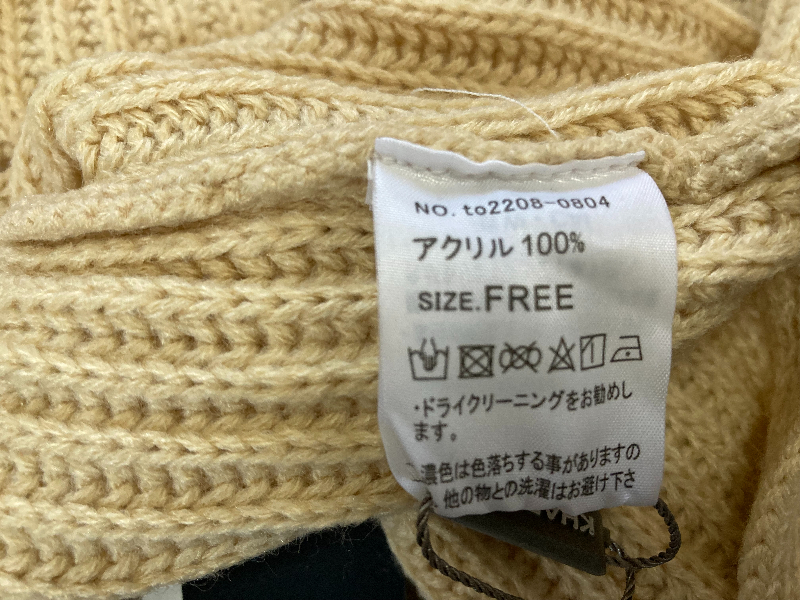 NO. to2208-0804
アクリル 100%
SIZE.FREE
・ドライクリーニングをお勧めし
ます。
濃色は色落ちする事がありますの
他の物との洗濯はお避け下さ